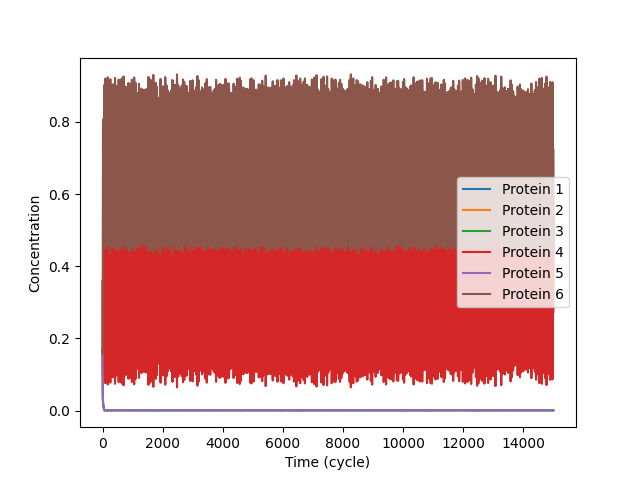 0.8
0.6
0.4
0.2
0.0
Concentration
0
2000
4000
6000
8000
10000
12000
14000
Time (cycle)
Protein 1
Protein 2
Protein 3
Protein 4
Protein 5
Protein 6